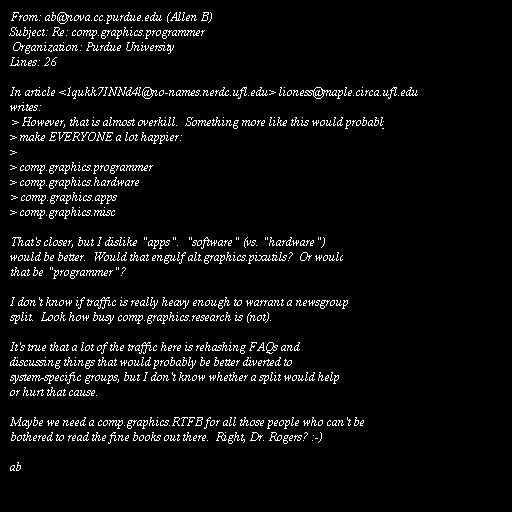 From: ab@nova.cc.purdue.edu (Allen B)
Subject: Re: comp.graphics.programmer
Organization: Purdue University
Lines: 26

In article <1qukk7INNd4l@no-names.nerdc.ufl.edu> lioness@maple.circa.ufl.edu
writes:
> However, that is almost overkill.  Something more like this would probabl
> make EVERYONE a lot happier:
>
> comp.graphics.programmer
> comp.graphics.hardware
> comp.graphics.apps
> comp.graphics.misc

That's closer, but I dislike "apps".  "software" (vs. "hardware")
would be better.  Would that engulf alt.graphics.pixutils?  Or would
that be "programmer"?

I don't know if traffic is really heavy enough to warrant a newsgroup
split.  Look how busy comp.graphics.research is (not).

It's true that a lot of the traffic here is rehashing FAQs and
discussing things that would probably be better diverted to
system-specific groups, but I don't know whether a split would help
or hurt that cause.

Maybe we need a comp.graphics.RTFB for all those people who can't be
bothered to read the fine books out there.  Right, Dr. Rogers? :-)

ab